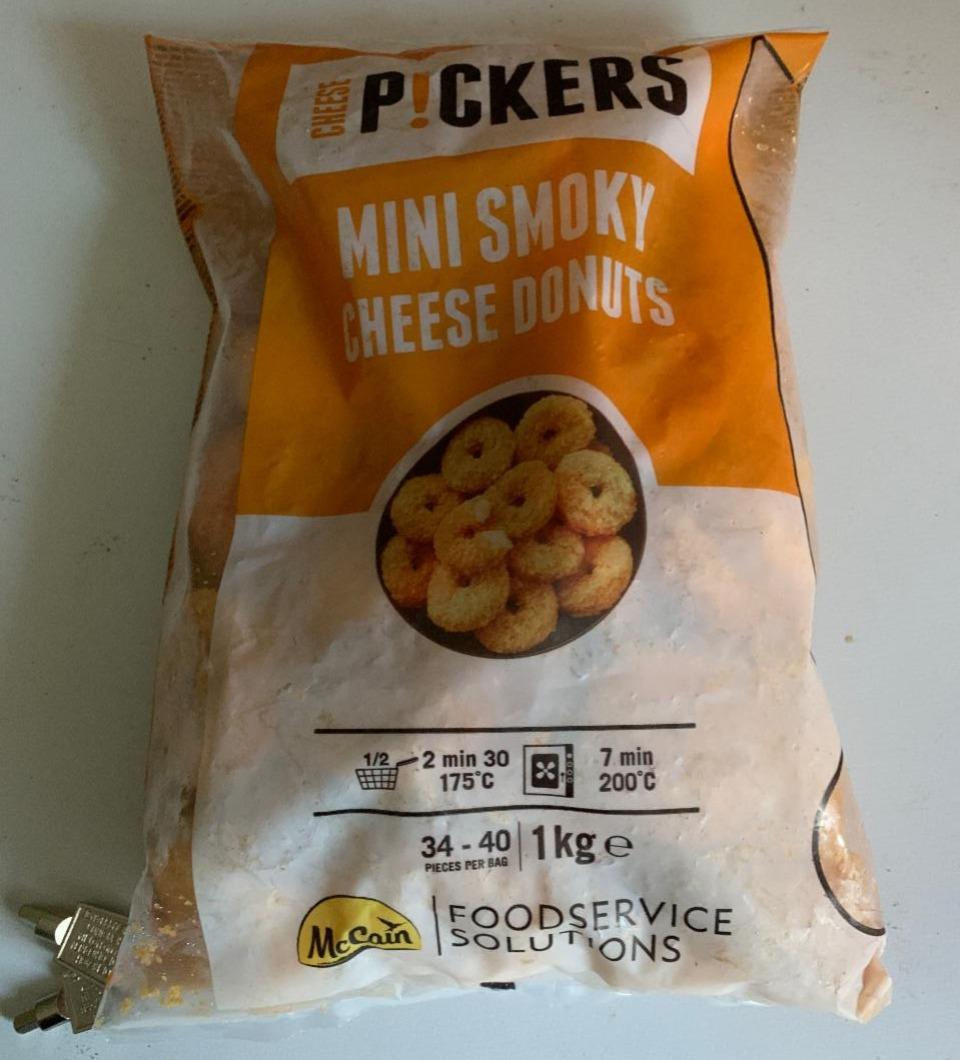 CHEESE P!CKERS
MINI SMOKY
CHEESE DONUTS
1/2 2 min 30 7 min
175°C 200°C
34 - 40 1kg e
PIECES PER BAG
McCain FOODSERVICE
SOLUTIONS